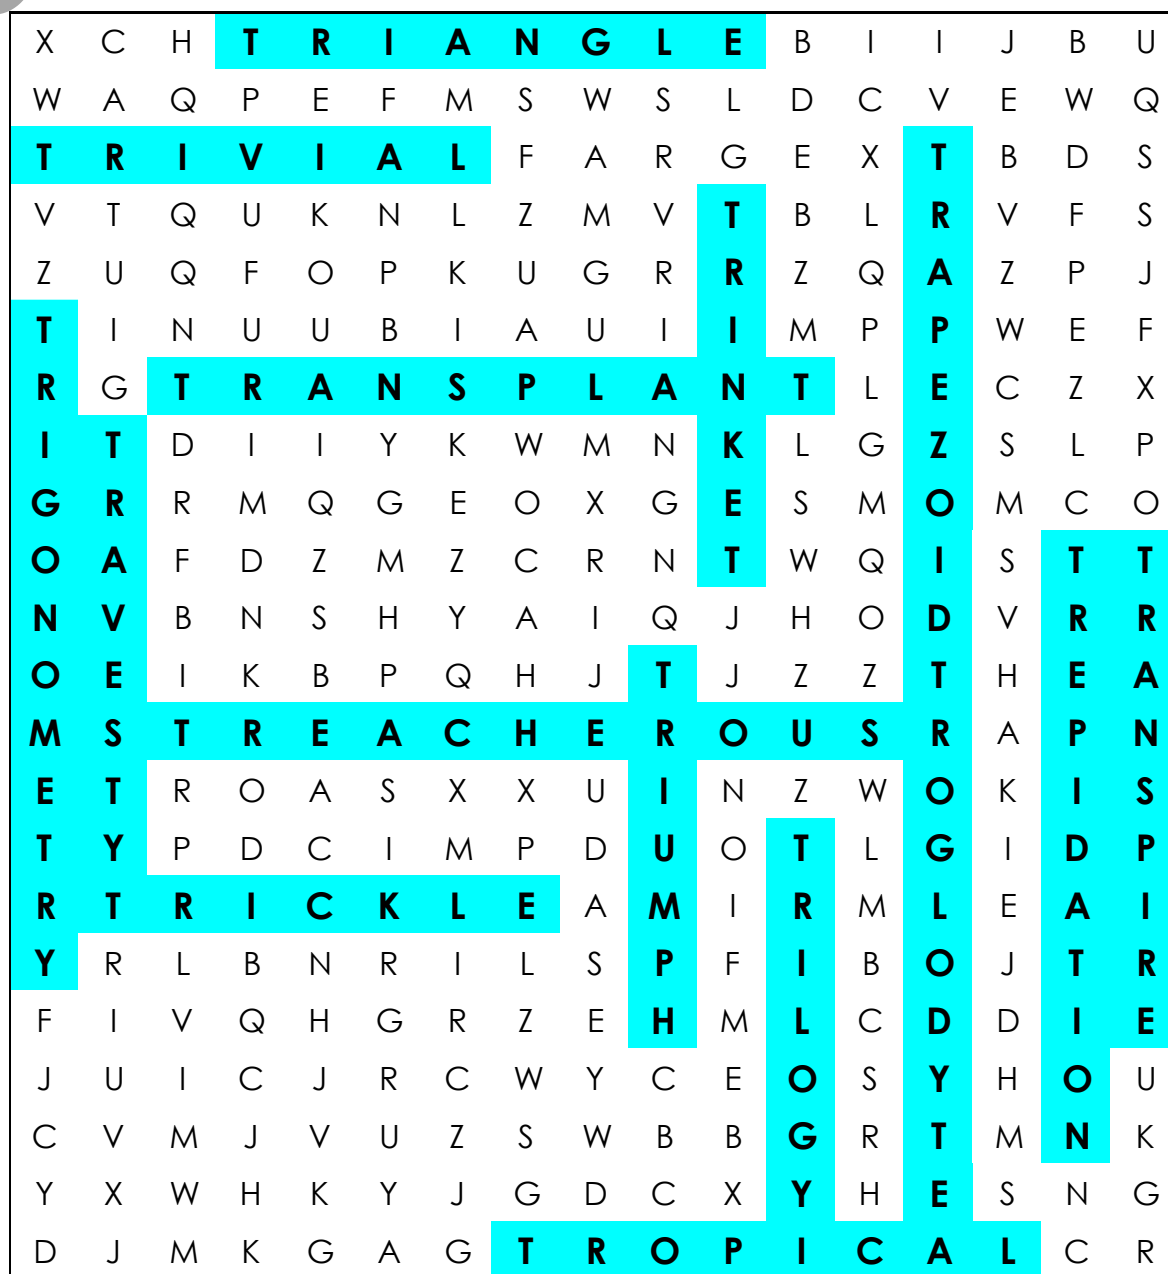 X C H T R I A N G L E B I I J B U
W A Q P E F M S W S L D C V E W Q
T R I V I A L F A R G E X T B D S
V T Q U K N L Z M V T B L R V F S
Z U Q F O P K U G R R Z Q A Z P J
T I N U U B I A U I I M P P W E F
R G T R A N S P L A N T L E C Z X
I T D I I Y K W M N K L G Z S L P
G R R M Q G E O X G E S M O M C O
O A F D Z M Z C R N T W Q I S T T
N V B N S H Y A I Q J H O D V R R
O E I K B P Q H J T J Z Z T H E A
M S T R E A C H E R O U S R A P N
E T R O A S X X U I N Z W O K I S
T Y P D C I M P D U O T L G I D P
R T R I C K L E A M I R M L E A I
Y R L B N R I L S P F I B O J T R
F I V Q H G R Z E H M L C D D I E
J U I C J R C W Y C E O S Y H O U
C V M J V U Z S W B B G R T M N K
Y X W H K Y J G D C X Y H E S N G
D J M K G A G T R O P I C A L C R